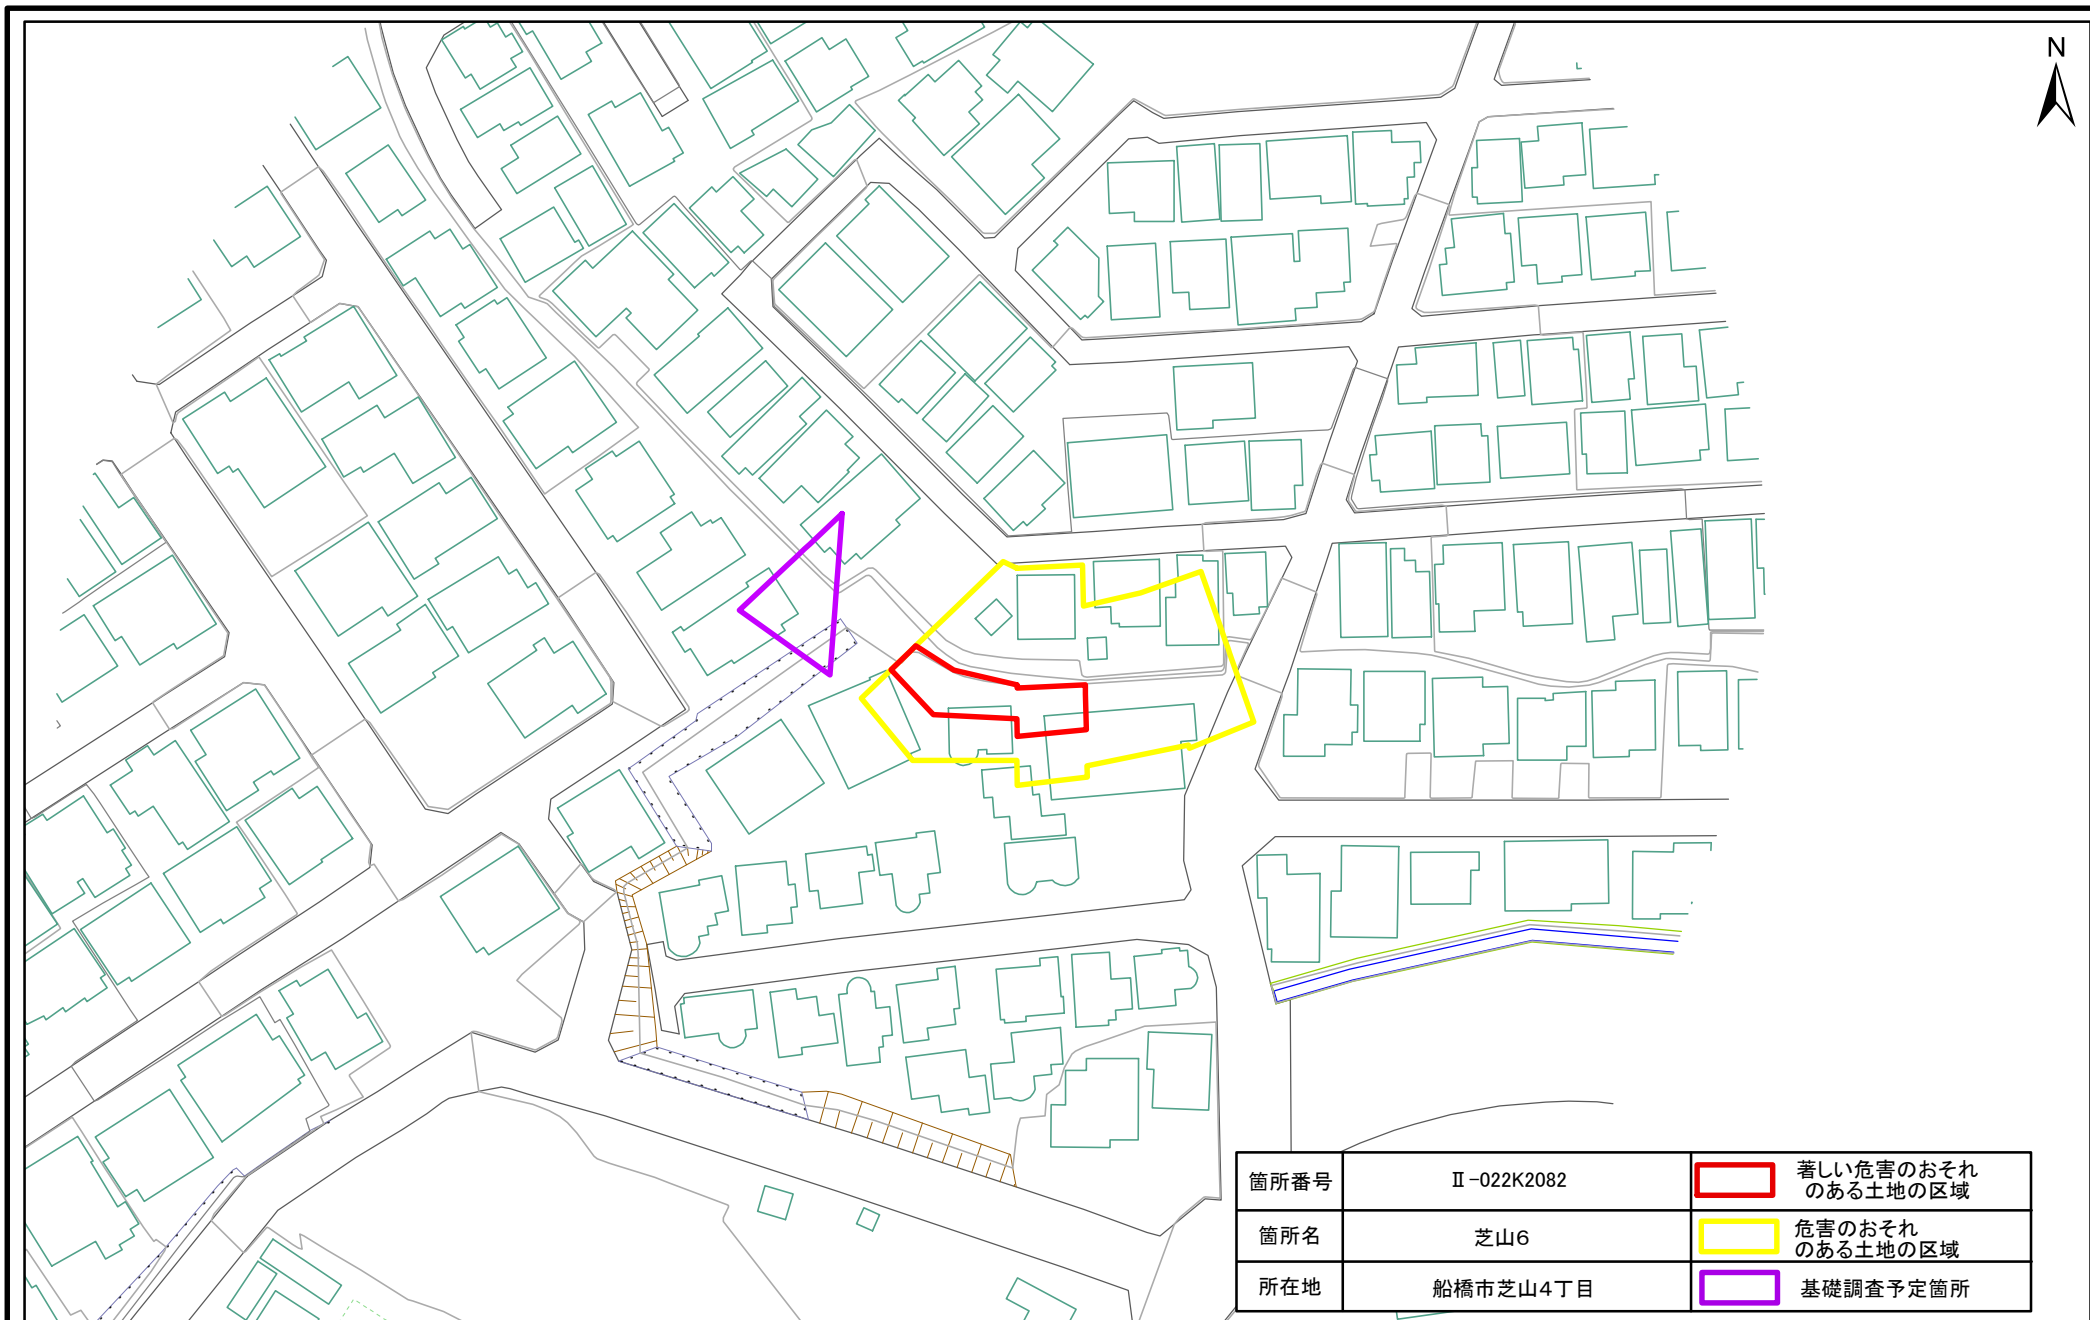 N
箇所番号 Ⅱ-022K2082 著しい危害のおそれ
のある土地の区域
箇所名 芝山6 危害のおそれ
のある土地の区域
所在地 船橋市芝山4丁目 基礎調査予定箇所